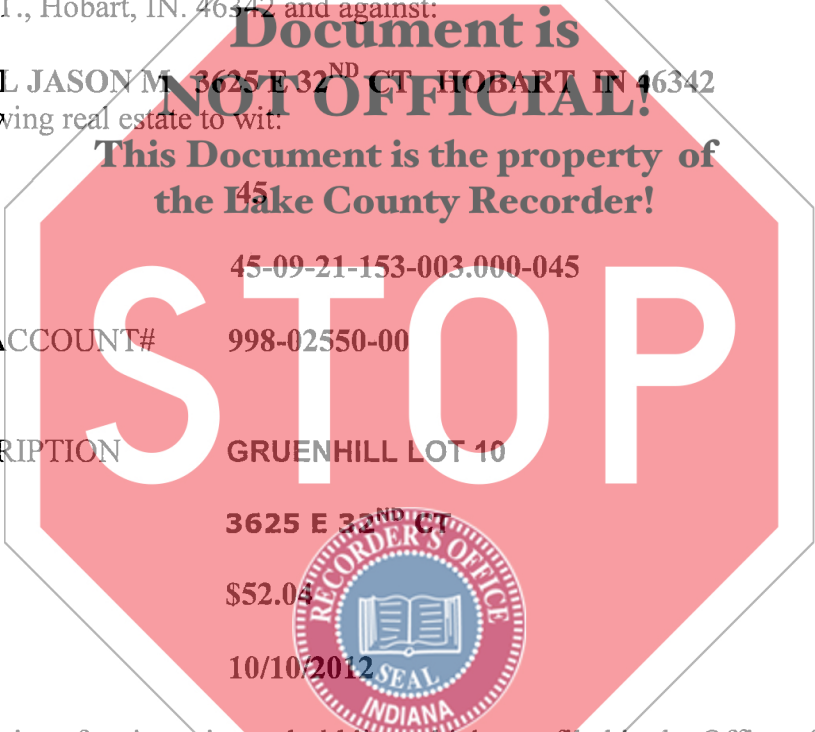 T., Hobart, IN. 46342 and against:
Document is
L JASON M 3625 E 32ND CT HOBART IN 46342
NOT OFFICIAL!
wing real estate to wit:
This Document is the property of
45
the Lake County Recorder!
45-09-21-153-003.000-045
ACCOUNT# 998-02550-00
STOP
RIPTION GRUENHILL LOT 10
3625 E 32ND CT
RECORDER'S OFFICE
$52.04
10/10/2012
SEAL
INDIANA